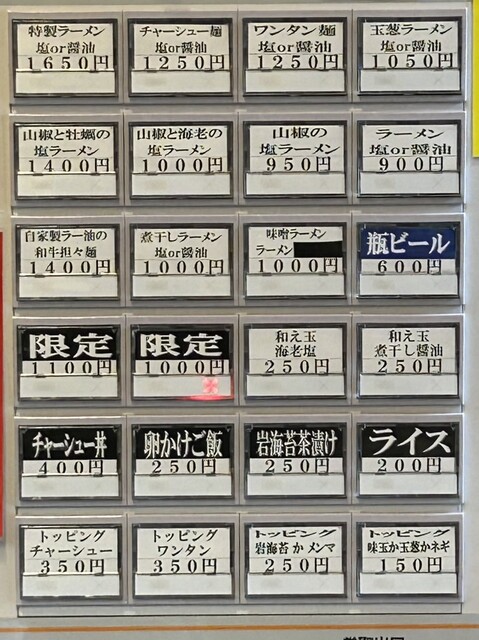 特製ラーメン
塩or醤油
1650円
チャーシュー麺
塩or醤油
1250円
ワンタン麺
塩or醤油
1250円
玉葱ラーメン
塩or醤油
1050円
山椒と牡蠣の
塩ラーメン
1400円
山椒と海老の
塩ラーメン
1000円
山椒の
塩ラーメン
950円
ラーメン
塩or醤油
900円
自家製ラー油の
和牛担々麺
1400円
煮干しラーメン
塩or醤油
1000円
味噌ラーメン
ラーメン
1000円
瓶ビール
600円
限定
1100円
限定
1000円
和え玉
海老塩
250円
和え玉
煮干し醤油
250円
チャーシュー丼
400円
卵かけご飯
250円
岩海苔茶漬け
250円
ライス
200円
トッピング
チャーシュー
350円
トッピング
ワンタン
350円
トッピング
岩海苔 か メンマ
250円
トッピング
味玉か玉葱かネギ
150円